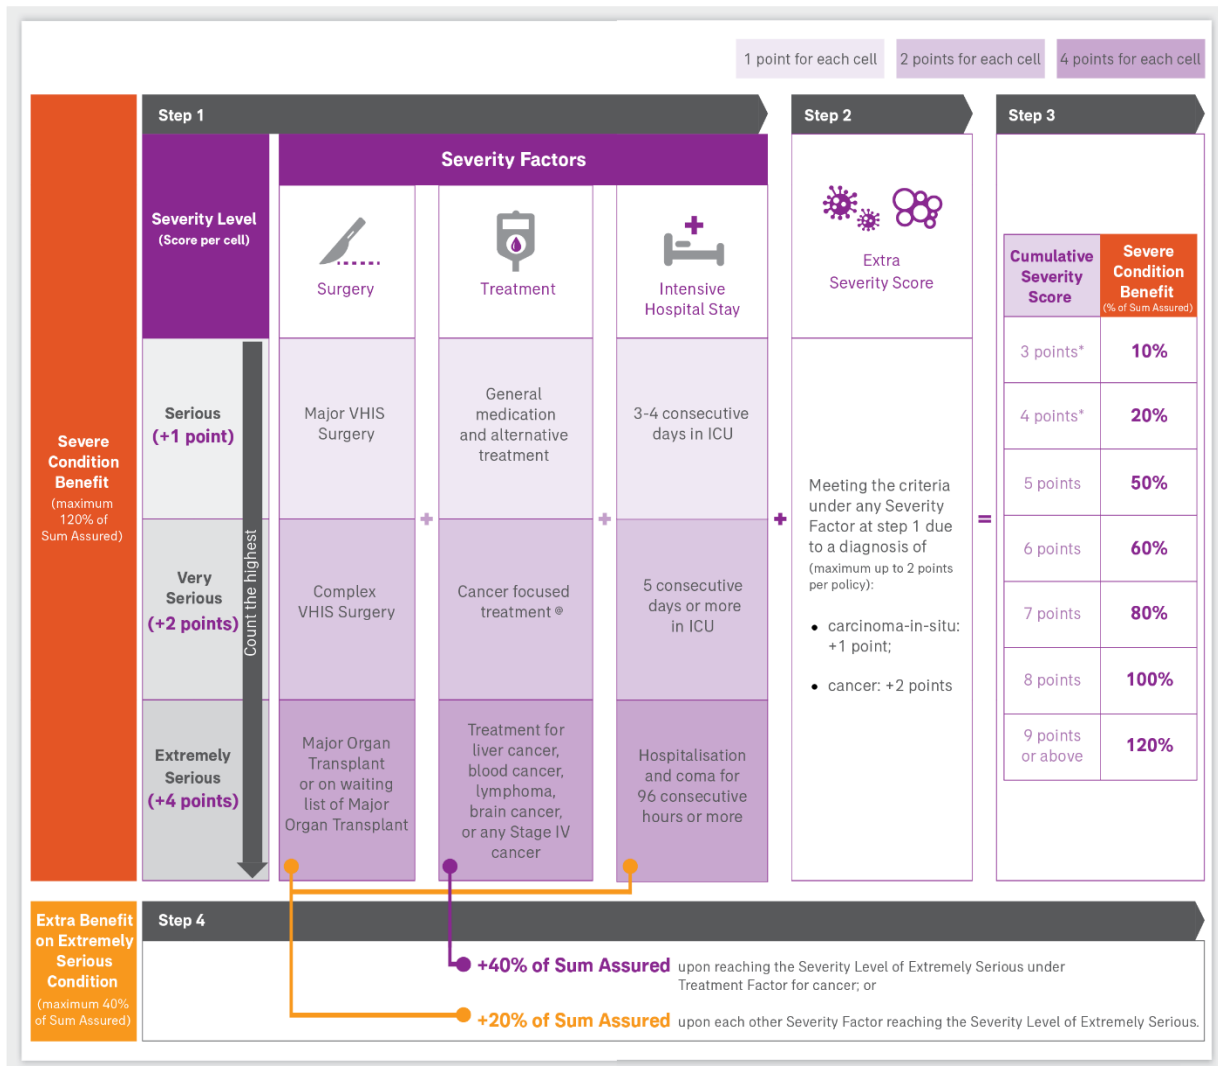 1 point for each cell
2 points for each cell
4 points for each cell
Step 1
Step 2
Step 3
Severity Level
(Score per cell)
Severity Factors
Surgery
Treatment
Intensive
Hospital Stay
Extra
Severity Score
Cumulative
Severity
Score
Severe
Condition
Benefit
(% of Sum Assured)
Severe
Condition
Benefit
(maximum
120% of
Sum Assured)
Count the highest
Serious
(+1 point)
Major VHIS
Surgery
General
medication
and alternative
treatment
3-4 consecutive
days in ICU
Very
Serious
(+2 points)
Complex
VHIS Surgery
+
Cancer focused
treatment @
+
5 consecutive
days or more
in ICU
Extremely
Serious
(+4 points)
Major Organ
Transplant
or on waiting
list of Major
Organ Transplant
Treatment for
liver cancer,
blood cancer,
lymphoma,
brain cancer,
or any Stage IV
cancer
Hospitalisation
and coma for
96 consecutive
hours or more
+
Meeting the criteria
under any Severity
Factor at step 1 due
to a diagnosis of
(maximum up to 2 points
per policy):
• carcinoma-in-situ:
+1 point;
• cancer: +2 points
=
3 points* 10%
4 points* 20%
5 points 50%
6 points 60%
7 points 80%
8 points 100%
9 points
or above 120%
Extra Benefit
on Extremely
Serious
Condition
(maximum 40%
of Sum Assured)
Step 4
+40% of Sum Assured upon reaching the Severity Level of Extremely Serious under
Treatment Factor for cancer; or
+20% of Sum Assured upon each other Severity Factor reaching the Severity Level of Extremely Serious.